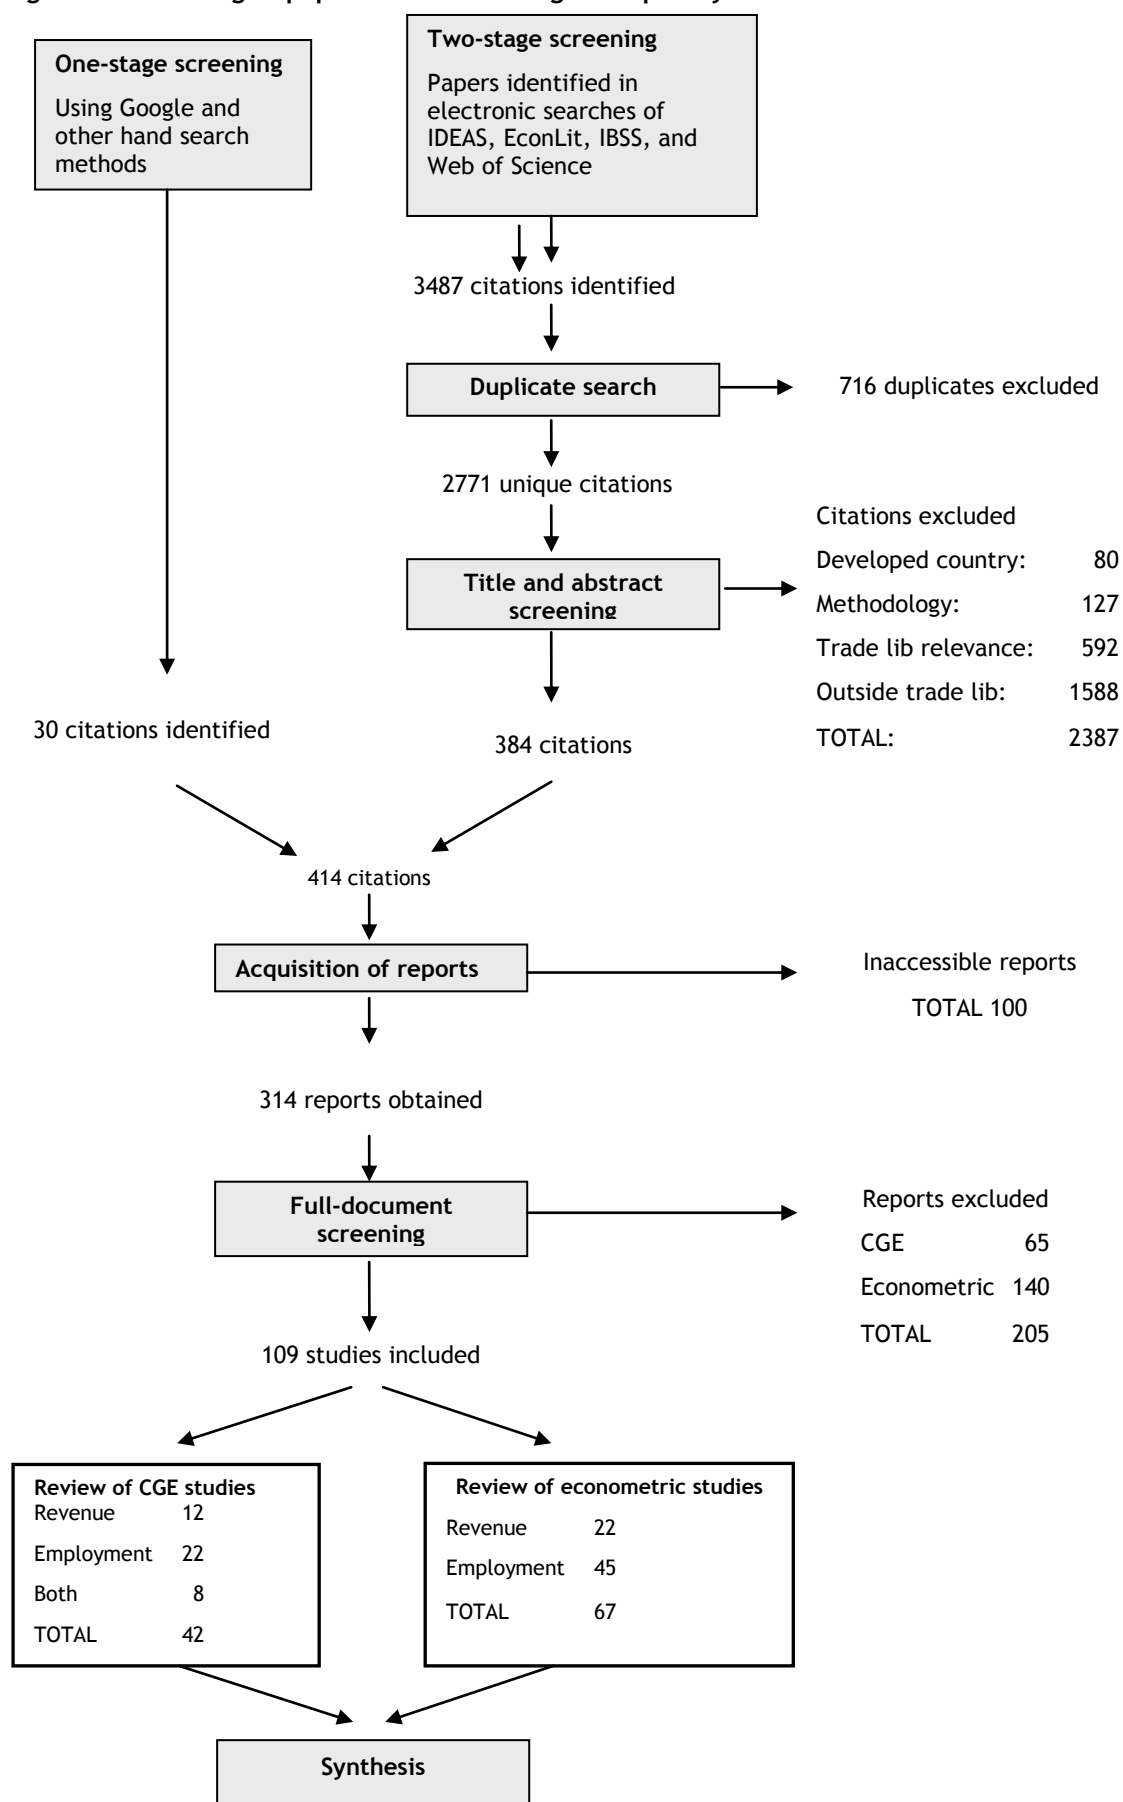 One-stage screening
Using Google and
other hand search
methods
Two-stage screening
Papers identified in
electronic searches of
IDEAS, EconLit, IBSS, and
Web of Science
3487 citations identified
Duplicate search
716 duplicates excluded
2771 unique citations
Title and abstract
screening
Citations excluded
Developed country: 80
Methodology: 127
Trade lib relevance: 592
Outside trade lib: 1588
TOTAL: 2387
30 citations identified
384 citations
414 citations
Acquisition of reports
Inaccessible reports
TOTAL 100
314 reports obtained
Full-document
screening
Reports excluded
CGE 65
Econometric 140
TOTAL 205
109 studies included
Review of CGE studies
Revenue 12
Employment 22
Both 8
TOTAL 42
Review of econometric studies
Revenue 22
Employment 45
TOTAL 67
Synthesis